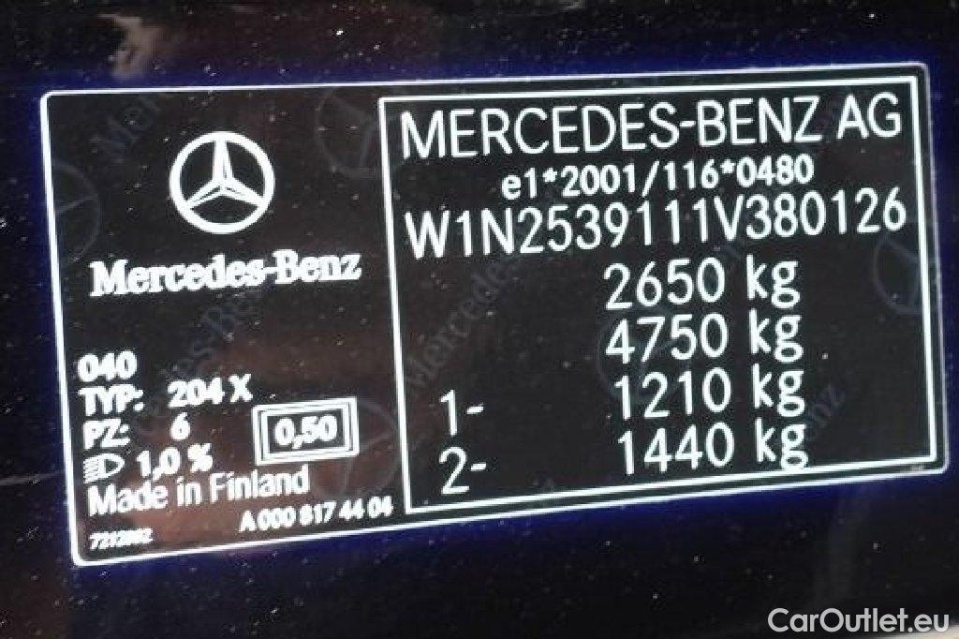 Mercedes-Benz
040
TYP: 204 X
PZ: 6
0,50
1,0 %
Made in Finland
A 000 817 44 04
MERCEDES-BENZ AG
e1*2001/116*0480
W1N2539111V380126
2650 kg
4750 kg
1- 1210 kg
2- 1440 kg
CarOutlet.eu